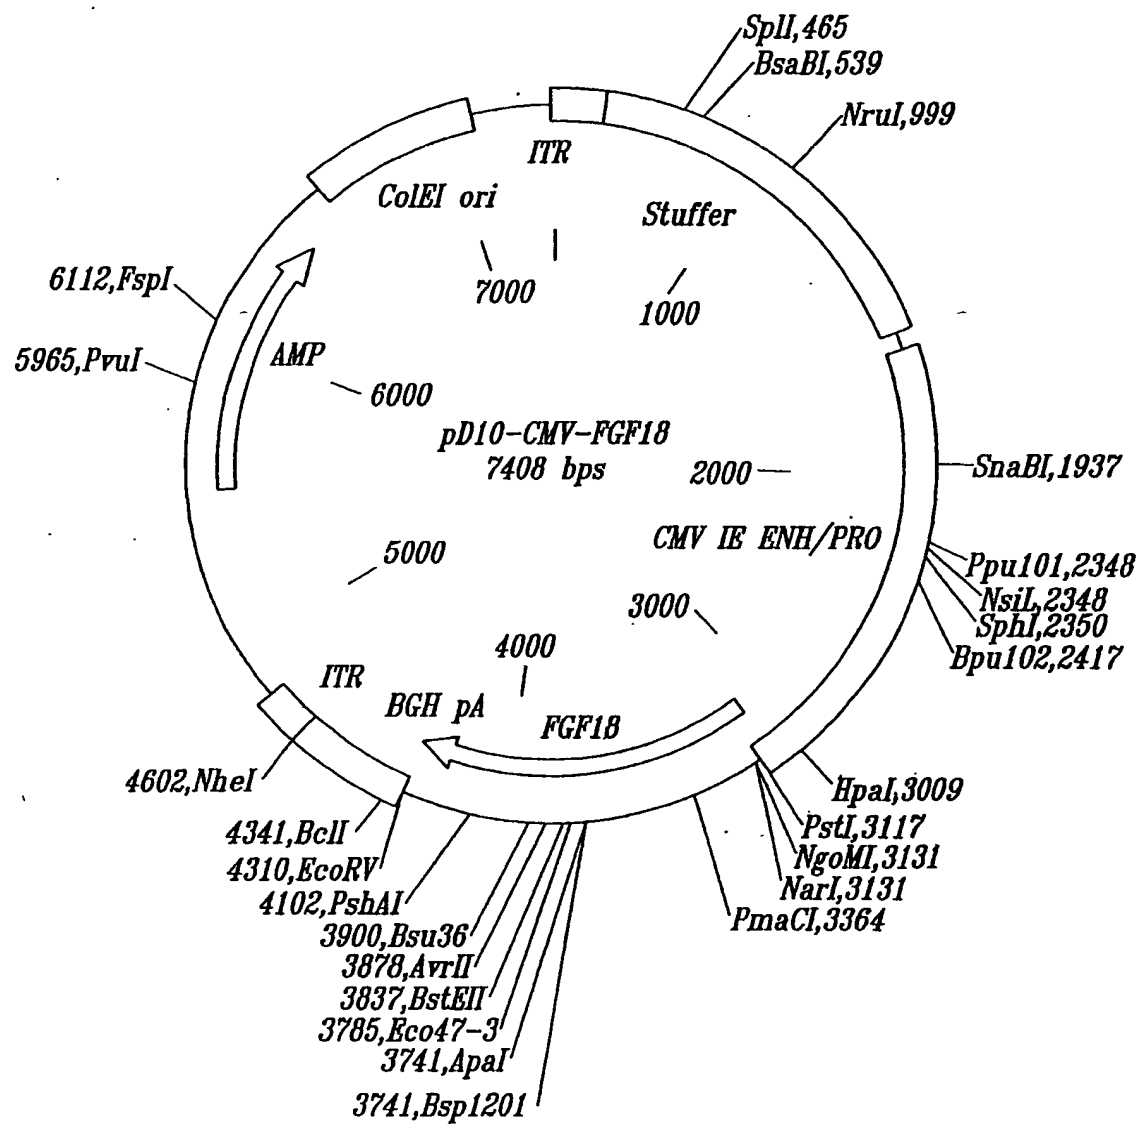 SplI,465
BsaBI,539
NruI,999
ITR
ColEI ori
Stuffer
6112,FspI
7000
1000
5965,PvuI
AMP
6000
pD10-CMV-FGF18
7408 bps
2000
SnaBI,1937
CMV IE ENH/PRO
5000
Ppu101,2348
NsiI,2348
3000
SphI,2350
4000
Bpu102,2417
ITR
BGH pA
FGF18
4602,NheI
HpaI,3009
4341,BclI
PstI,3117
4310,EcoRV
NgoMI,3131
4102,PshAI
NarI,3131
3900,Bsu36
PmaCI,3364
3878,AvrII
3837,BstEII
3785,Eco47-3
3741,ApaI
3741,Bsp1201